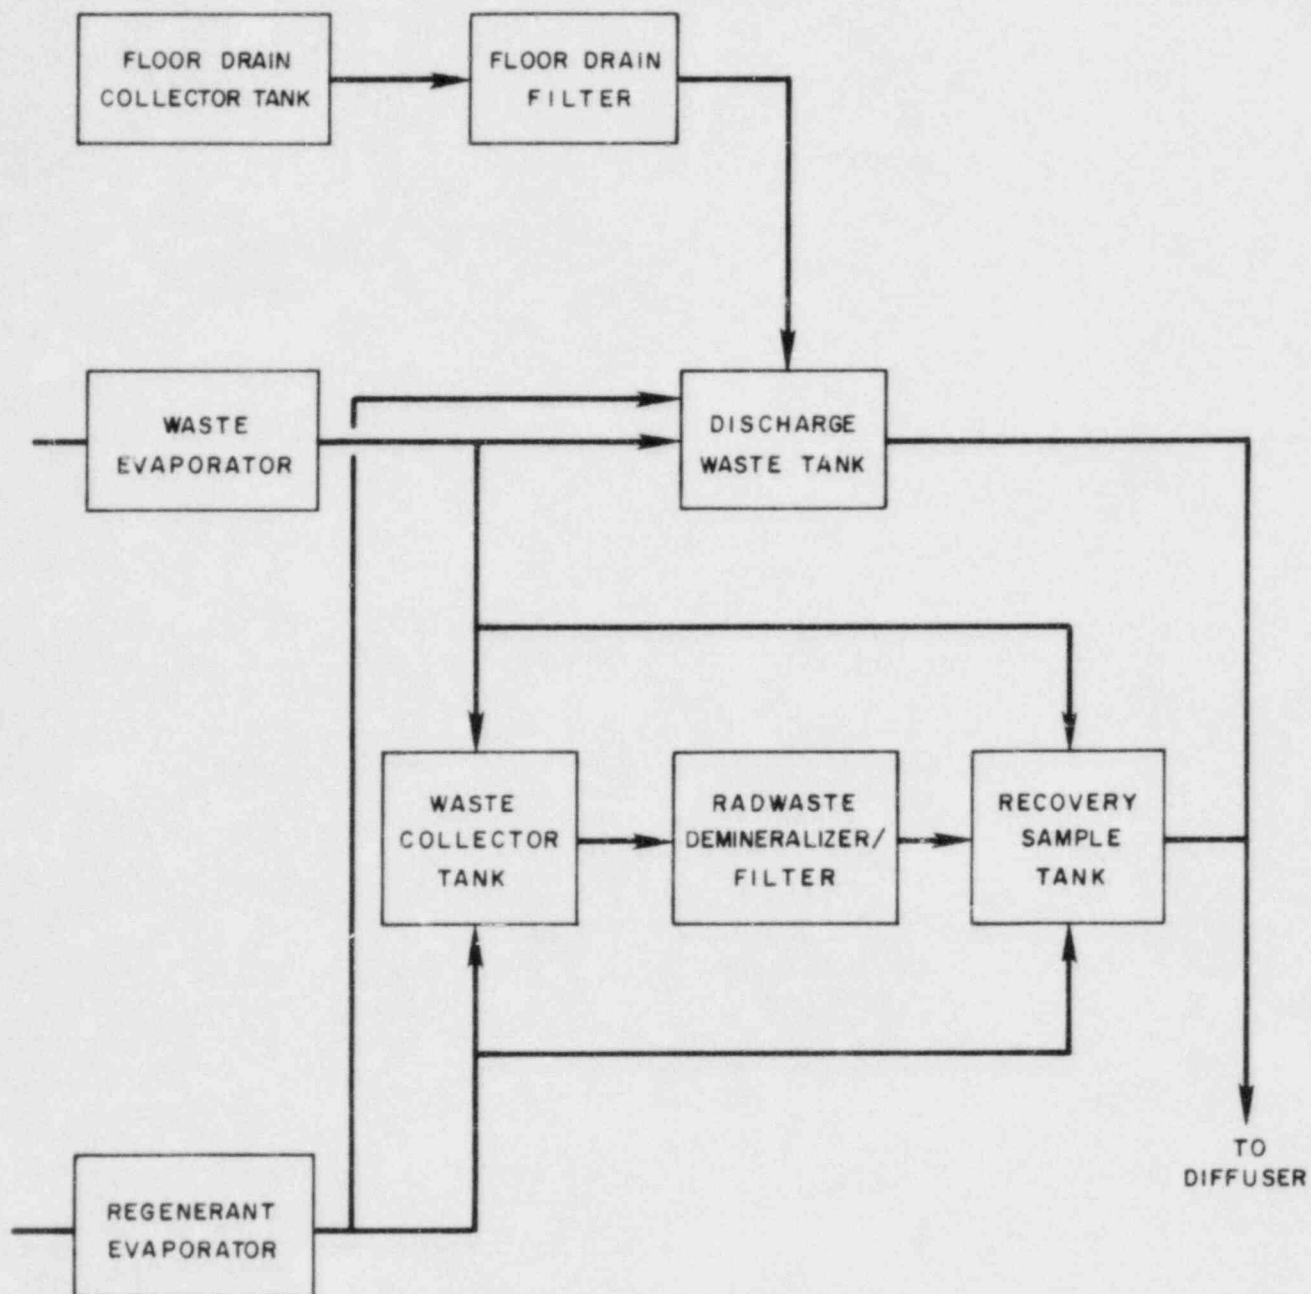 FLOOR DRAIN
COLLECTOR TANK
FLOOR DRAIN
FILTER
WASTE
EVAPORATOR
DISCHARGE
WASTE TANK
WASTE
COLLECTOR
TANK
RADWASTE
DEMINERALIZER/
FILTER
RECOVERY
SAMPLE
TANK
TO
DIFFUSER
REGENERANT
EVAPORATOR